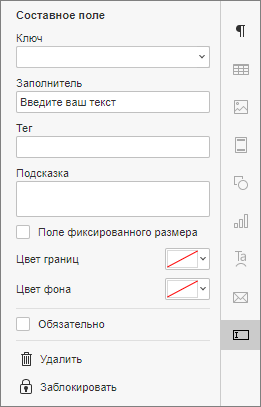 Составное поле
Ключ
Заполнитель
Введите ваш текст
Тег
Подсказка
Поле фиксированного размера
Цвет границ
Цвет фона
Обязательно
Удалить
Заблокировать
Ta